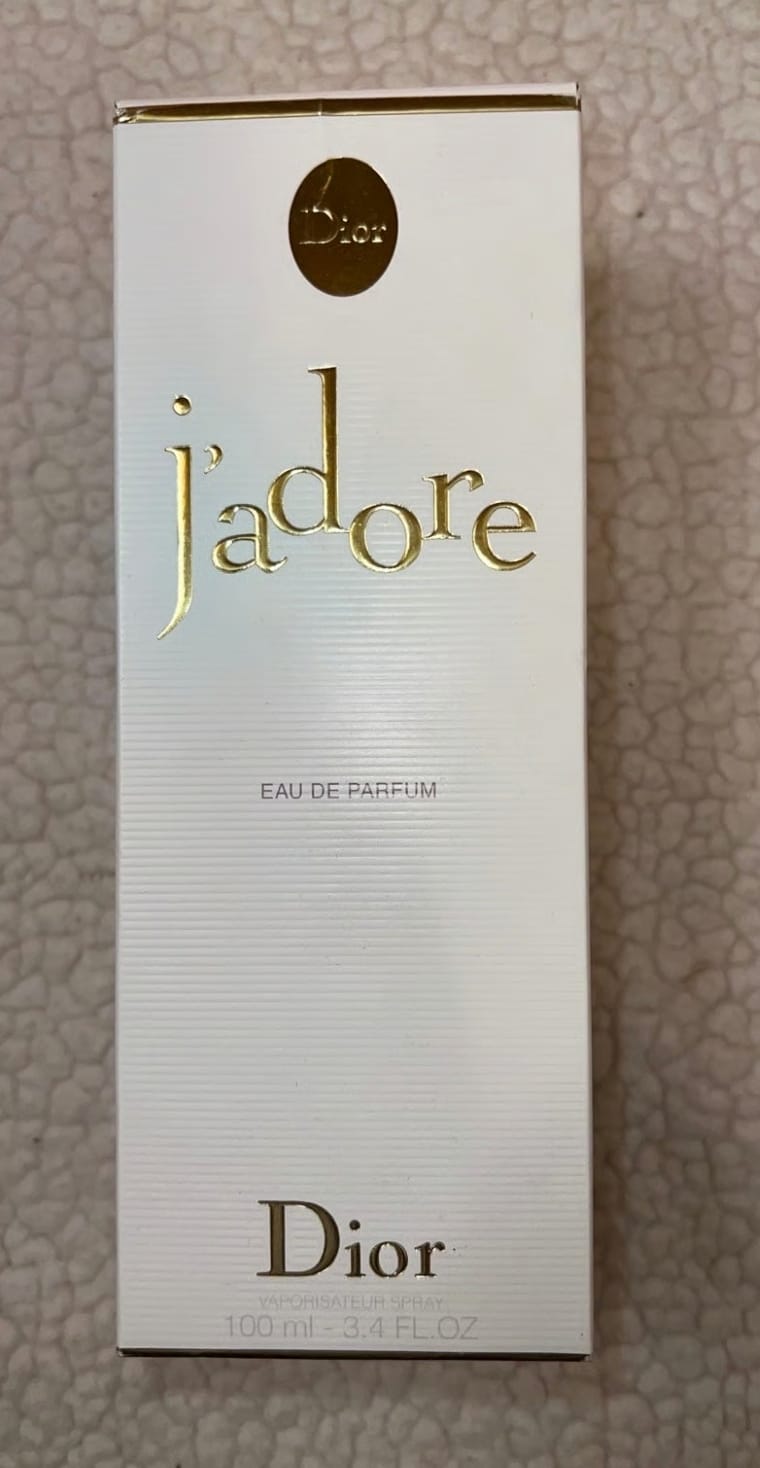 Dior
j'adore
EAU DE PARFUM
Dior
VAPORISATEUR SPRAY
100 ml - 3.4 FL.OZ